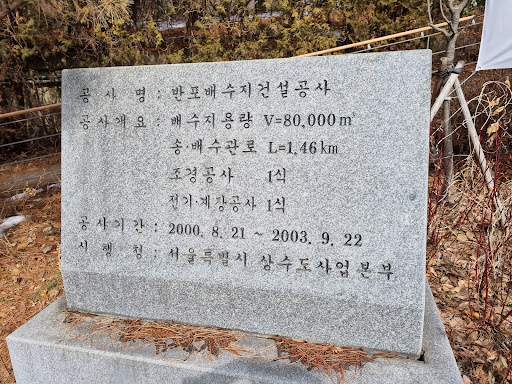 공 사 명 : 반포배수지건설공사
공사개요 : 배수지용량 V=80,000㎥
송·배수관로 L=1.46km
조경공사 1식
전기·계장공사 1식
공사기간 : 2000. 8. 21 ~ 2003. 9. 22
시 행 청 : 서울특별시 상수도사업본부